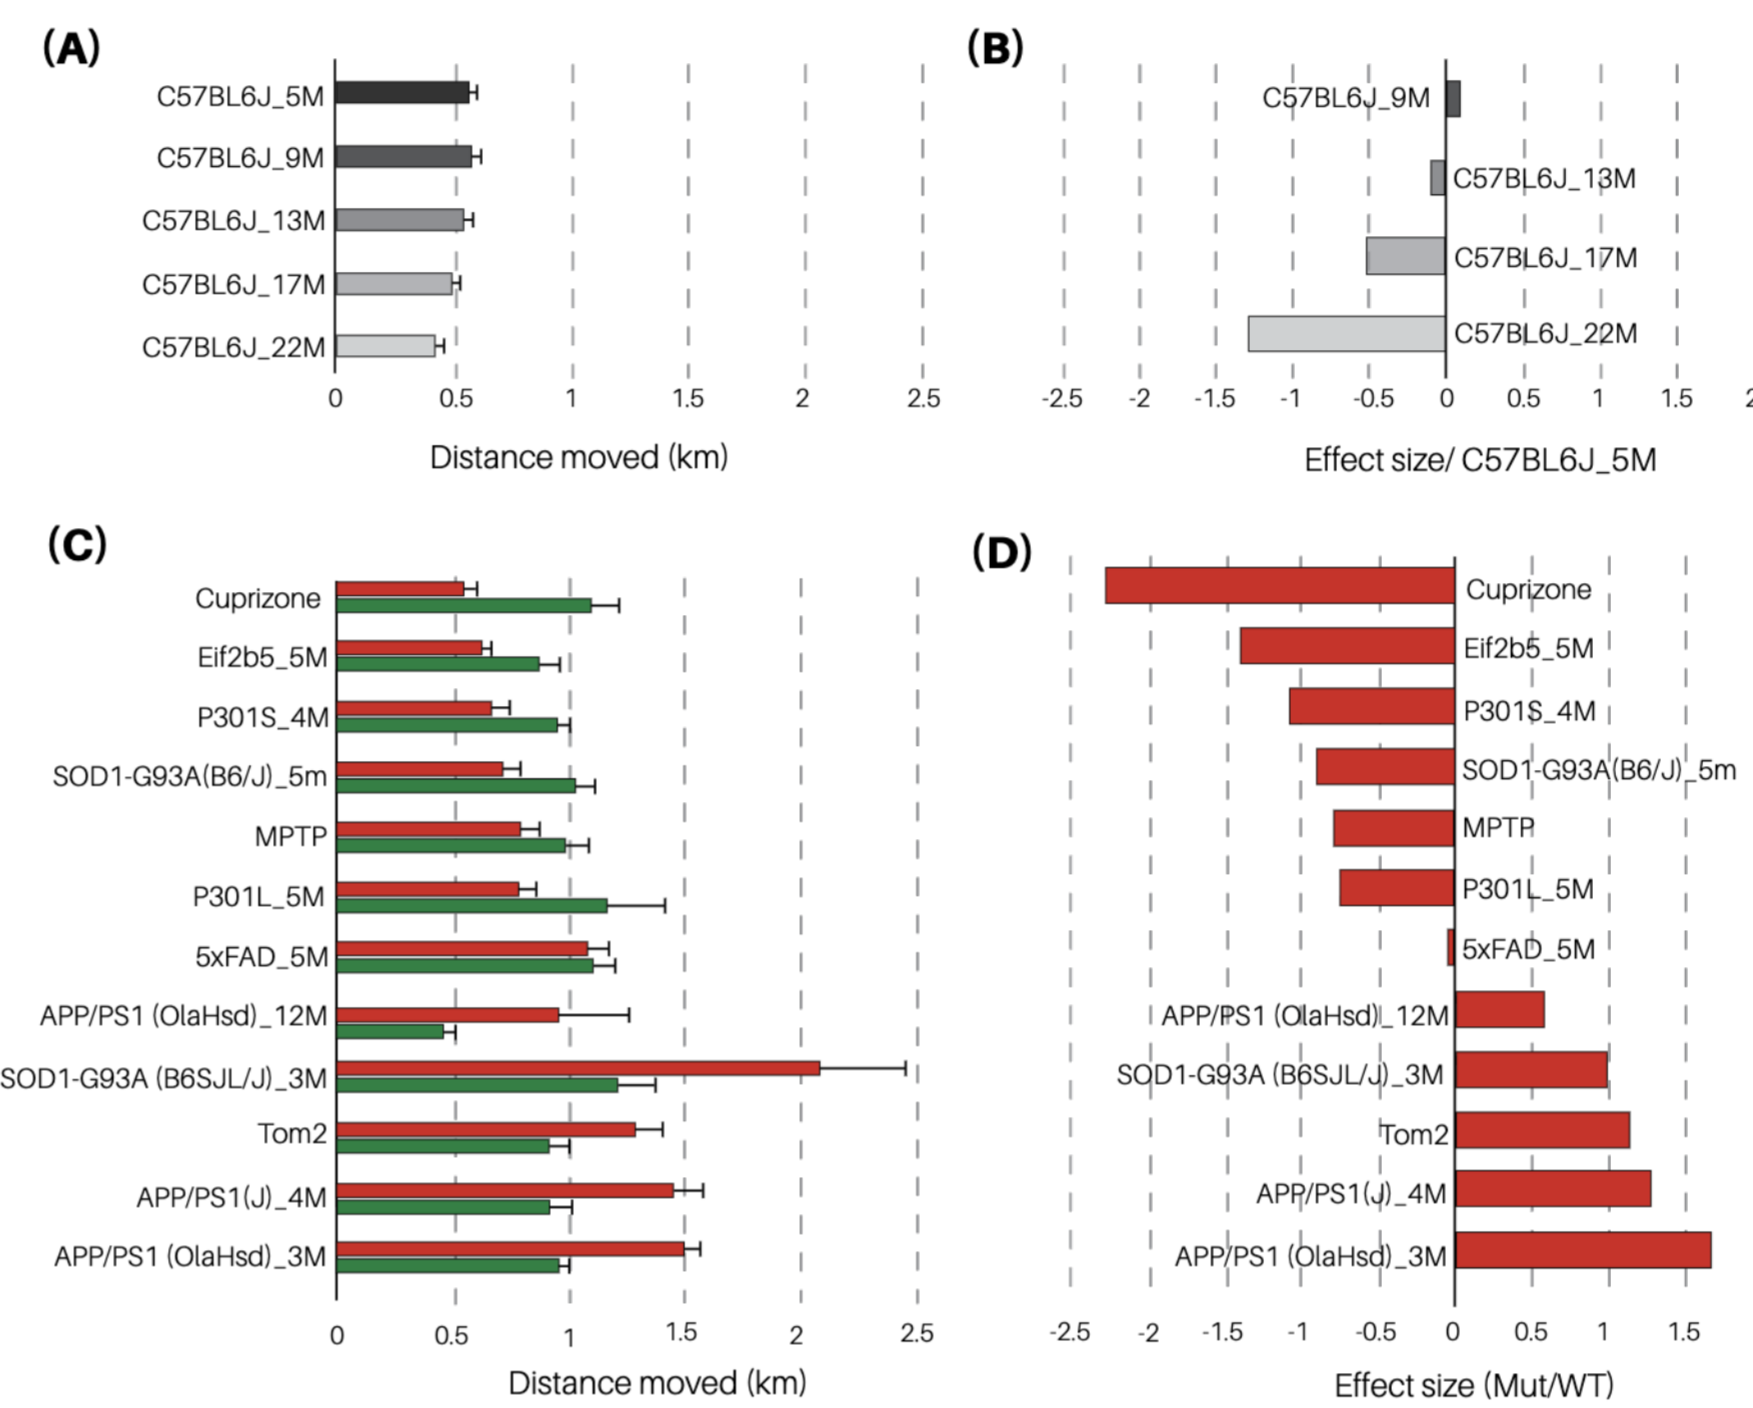 (A)
C57BL6J_5M
C57BL6J_9M
C57BL6J_13M
C57BL6J_17M
C57BL6J_22M
0 0.5 1 1.5 2 2.5
Distance moved (km)
(B)
C57BL6J_9M
C57BL6J_13M
C57BL6J_17M
C57BL6J_22M
-2.5 -2 -1.5 -1 -0.5 0 0.5 1 1.5
Effect size/ C57BL6J_5M
(C)
Cuprizone
Eif2b5_5M
P301S_4M
SOD1-G93A(B6/J)_5m
MPTP
P301L_5M
5xFAD_5M
APP/PS1 (OlaHsd)_12M
SOD1-G93A (B6SJL/J)_3M
Tom2
APP/PS1(J)_4M
APP/PS1 (OlaHsd)_3M
0 0.5 1 1.5 2 2.5
Distance moved (km)
(D)
Cuprizone
Eif2b5_5M
P301S_4M
SOD1-G93A(B6/J)_5m
MPTP
P301L_5M
5xFAD_5M
APP/PS1 (OlaHsd)_12M
SOD1-G93A (B6SJL/J)_3M
Tom2
APP/PS1(J)_4M
APP/PS1 (OlaHsd)_3M
-2.5 -2 -1.5 -1 -0.5 0 0.5 1 1.5
Effect size (Mut/WT)